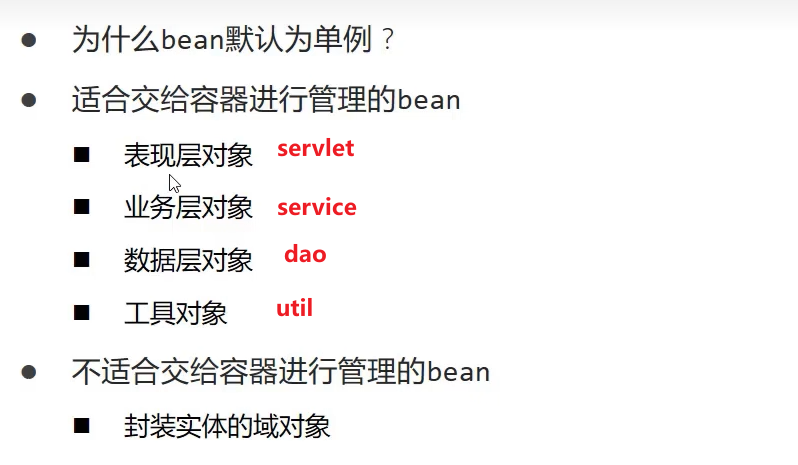 为什么bean默认为单例？
适合交给容器进行管理的bean
表现层对象 servlet
业务层对象 service
数据层对象 dao
工具对象 util
不适合交给容器进行管理的bean
封装实体的域对象